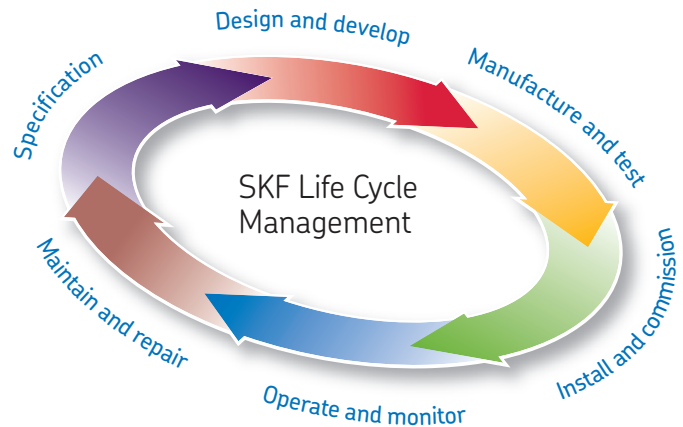 Specification
Design and develop
Manufacture and test
Install and commission
Operate and monitor
Maintain and repair
SKF Life Cycle
Management